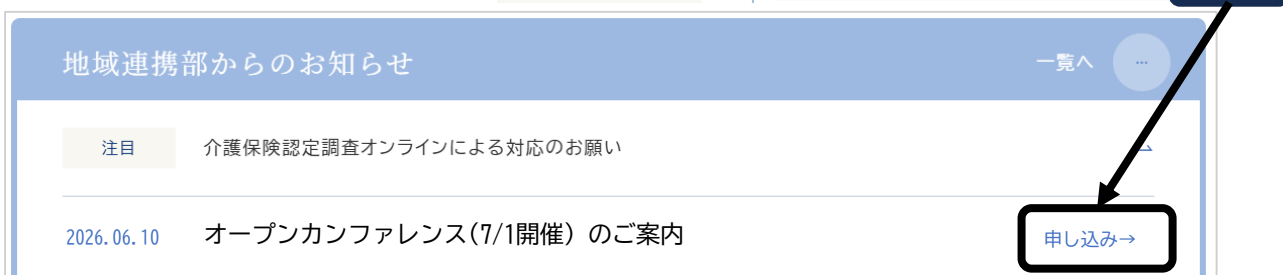 地域連携部からのお知らせ 一覧へ …
注目 介護保険認定調査オンラインによる対応のお願い
2026.06.10 オープンカンファレンス(7/1開催) のご案内 申し込み→